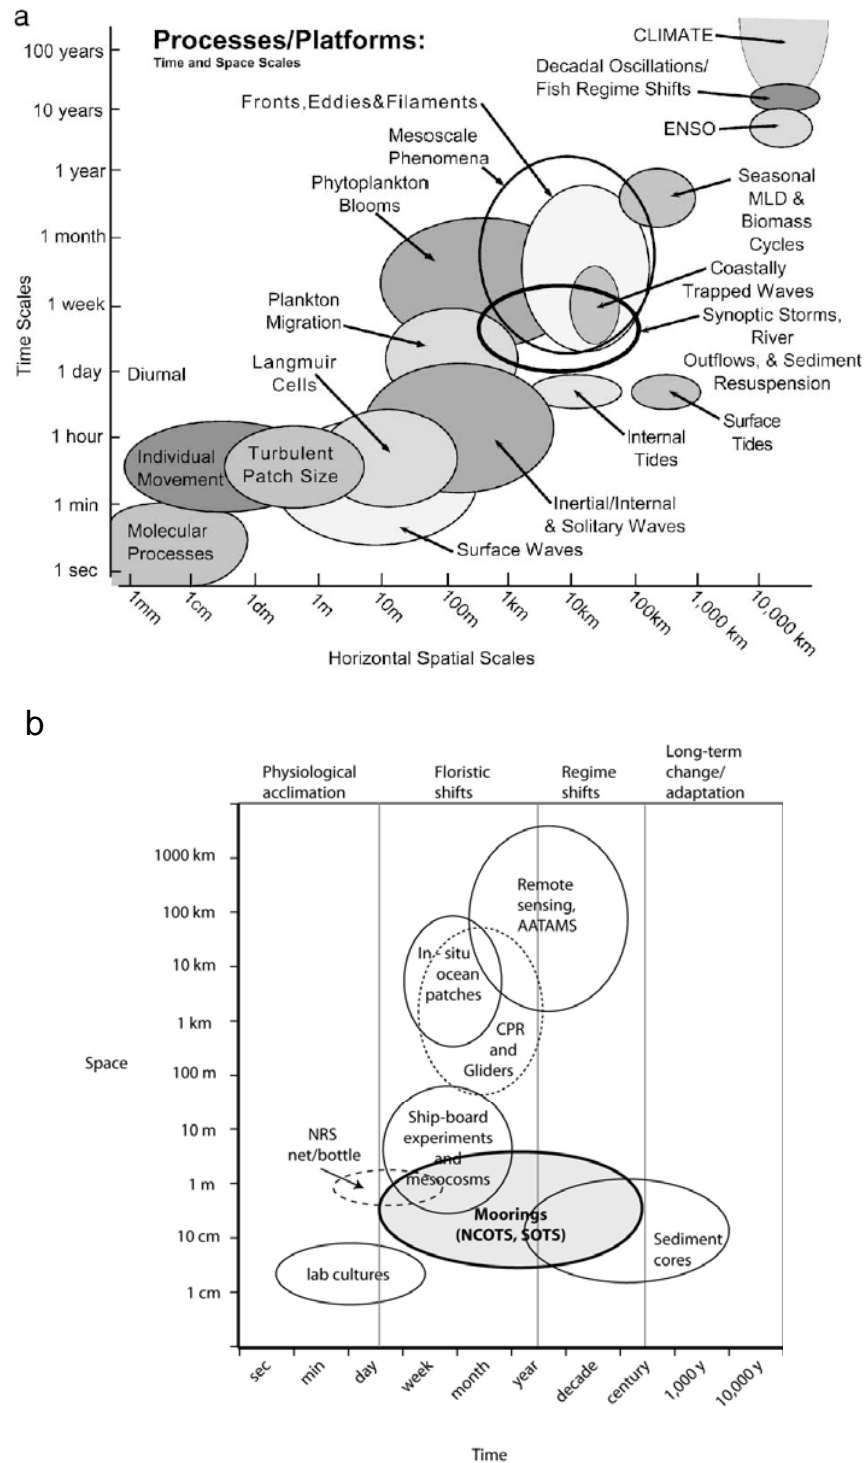 a
Processes/Platforms:
Time and Space Scales
CLIMATE
Decadal Oscillations/
Fish Regime Shifts
ENSO
Fronts,Eddies&Filaments
Mesoscale
Phenomena
Phytoplankton
Blooms
Seasonal
MLD &
Biomass
Cycles
Coastally
Trapped Waves
Synoptic Storms,
River
Outflows, & Sediment
Resuspension
Plankton
Migration
Langmuir
Cells
Diurnal
Surface
Tides
Internal
Tides
Individual
Movement
Turbulent
Patch Size
Inertial/Internal
& Solitary Waves
Molecular
Processes
Surface Waves
Time Scales
100 years
10 years
1 year
1 month
1 week
1 day
1 hour
1 min
1 sec
1mm
1cm
1dm
1m
10m
100m
1km
10km
100km
1,000 km
10,000 km
Horizontal Spatial Scales
b
Physiological
acclimation
Floristic
shifts
Regime
shifts
Long-term
change/
adaptation
Space
1000 km
100 km
10 km
1 km
100 m
10 m
1 m
10 cm
1 cm
Remote
sensing,
AATAMS
In - situ
ocean
patches
CPR
and
Gliders
Ship-board
experiments
and
mesocosms
NRS
net/bottle
Moorings
(NCOTS, SOTS)
Sediment
cores
lab cultures
sec
min
day
week
month
year
decade
century
1,000 y
10,000 y
Time